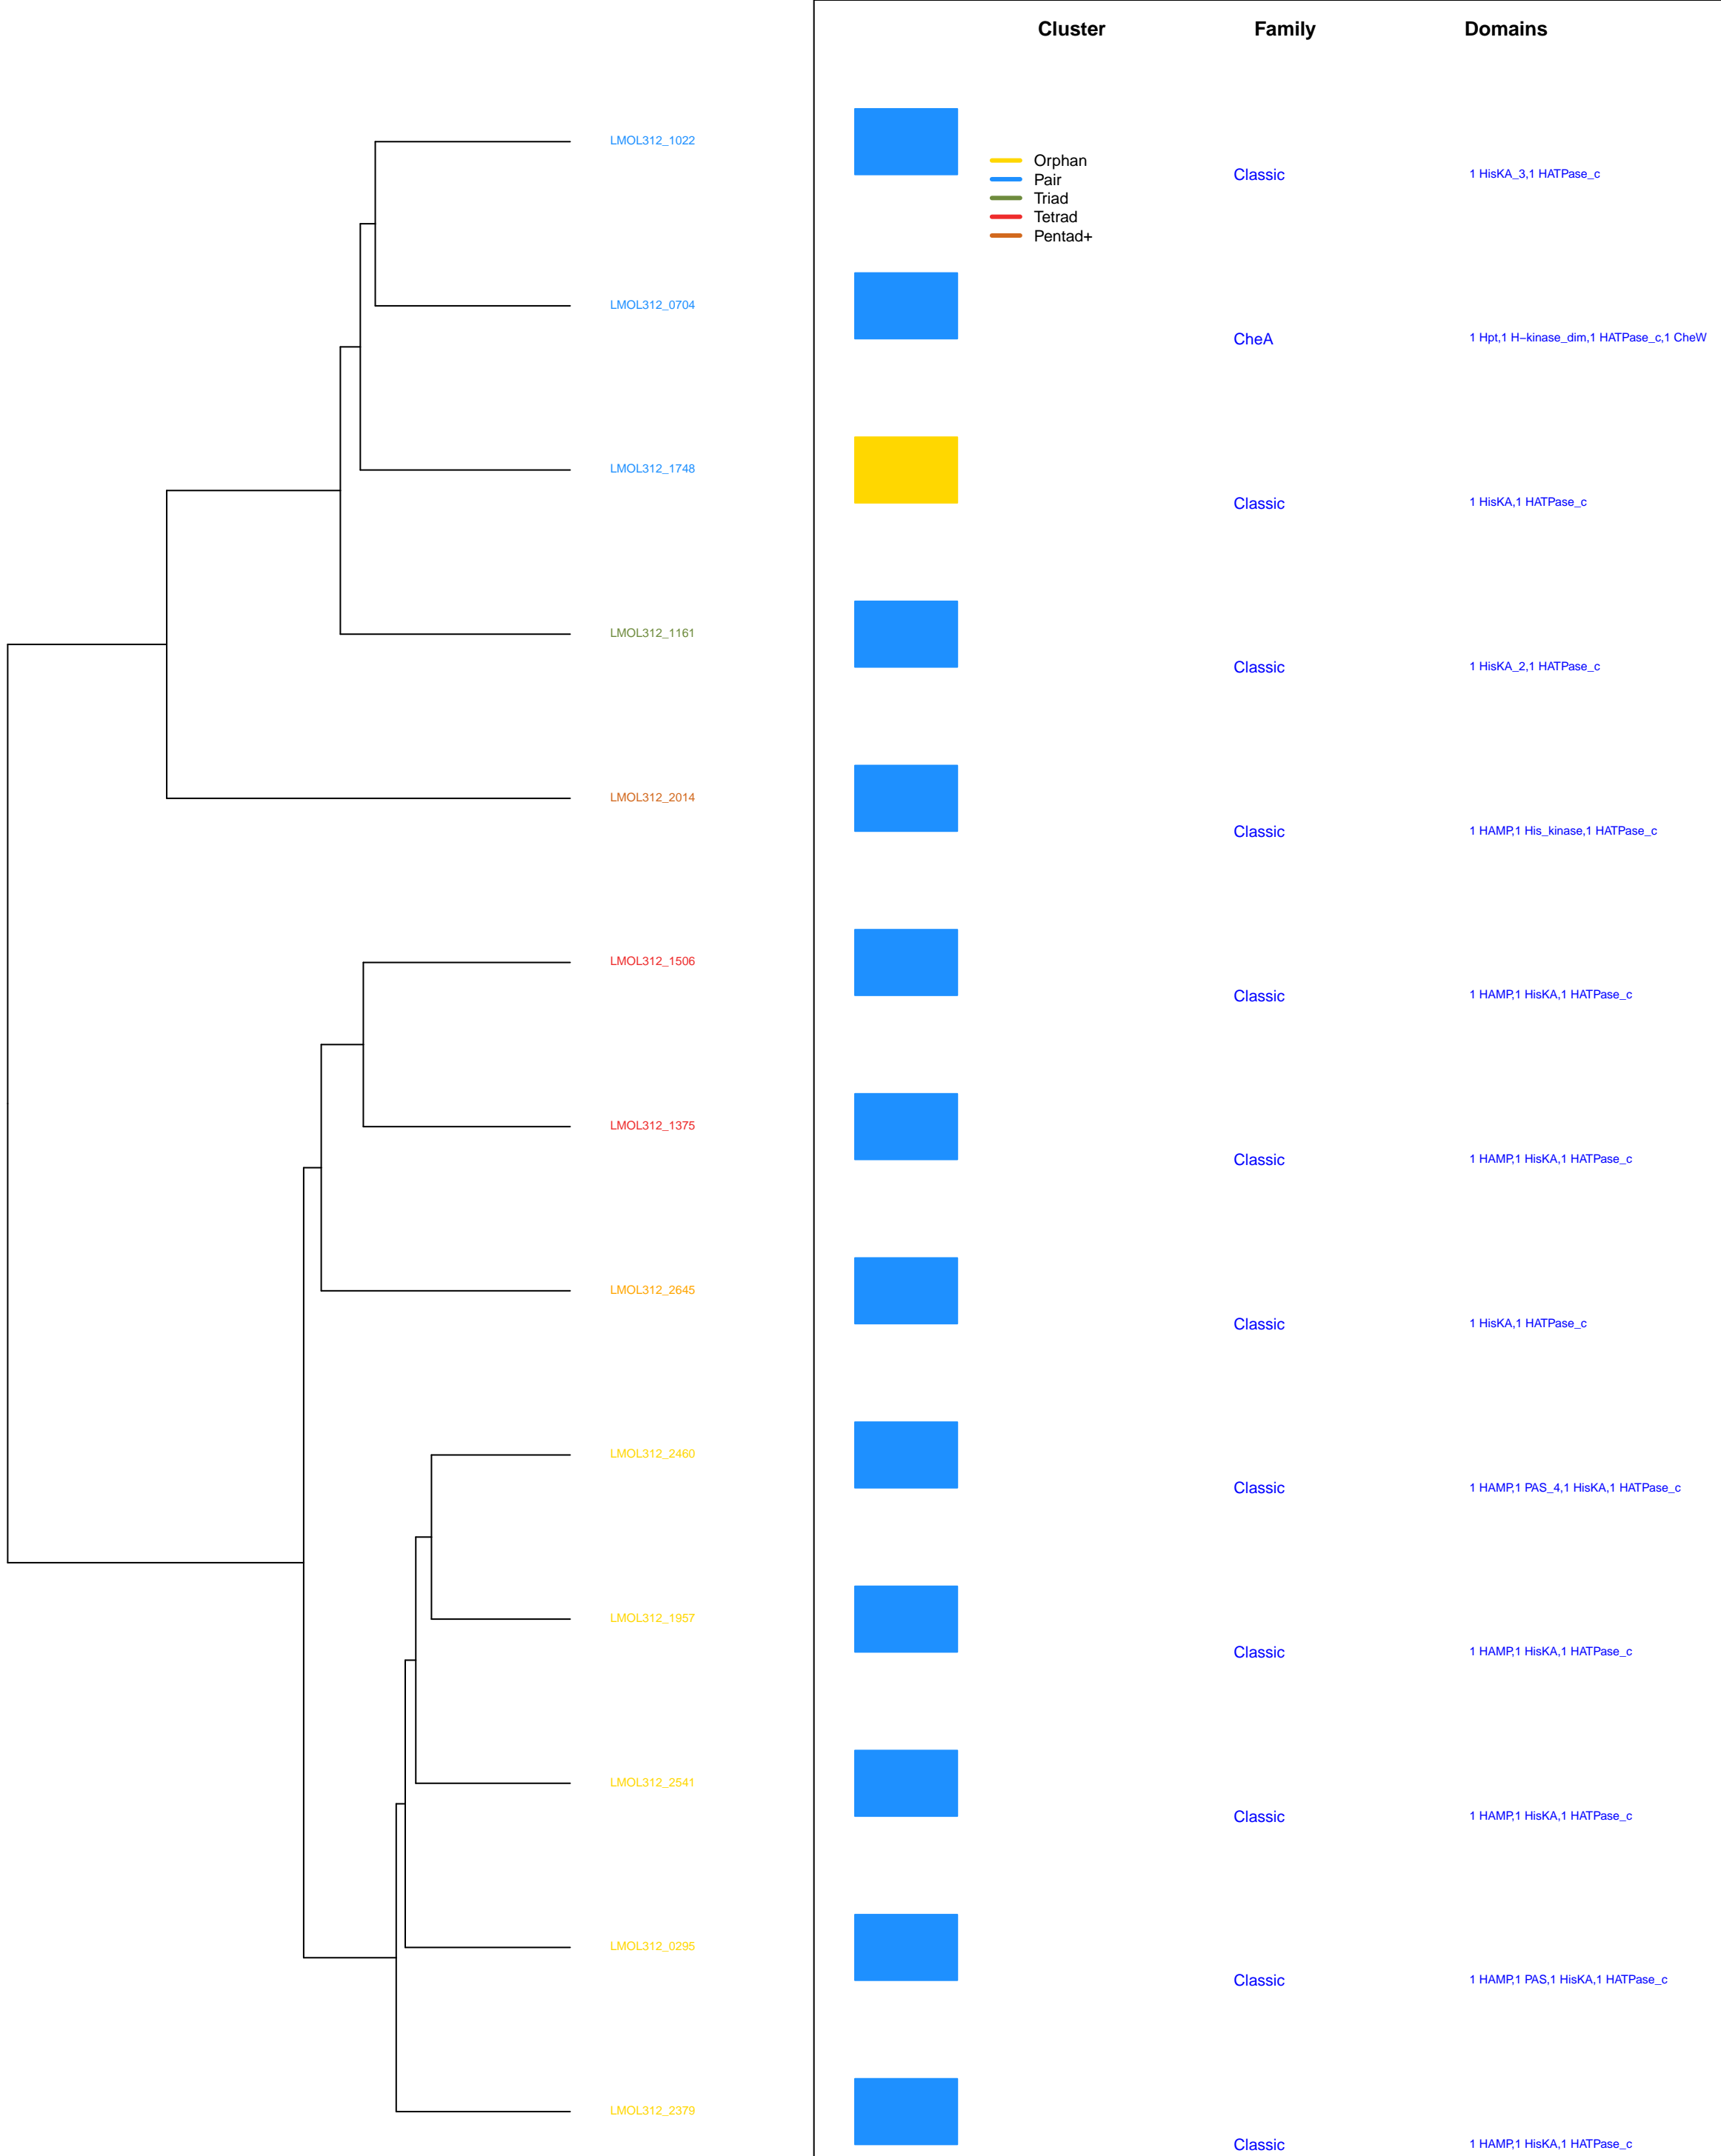 Cluster Family Domains
LMOL312_1022
Orphan
Pair
Triad
Tetrad
Pentad+
Classic 1 HisKA_3,1 HATPase_c
LMOL312_0704
CheA 1 Hpt,1 H−kinase_dim,1 HATPase_c,1 CheW
LMOL312_1748
Classic 1 HisKA,1 HATPase_c
LMOL312_1161
Classic 1 HisKA_2,1 HATPase_c
LMOL312_2014
Classic 1 HAMP,1 His_kinase,1 HATPase_c
LMOL312_1506
Classic 1 HAMP,1 HisKA,1 HATPase_c
LMOL312_1375
Classic 1 HAMP,1 HisKA,1 HATPase_c
LMOL312_2645
Classic 1 HisKA,1 HATPase_c
LMOL312_2460
Classic 1 HAMP,1 PAS_4,1 HisKA,1 HATPase_c
LMOL312_1957
Classic 1 HAMP,1 HisKA,1 HATPase_c
LMOL312_2541
Classic 1 HAMP,1 HisKA,1 HATPase_c
LMOL312_0295
Classic 1 HAMP,1 PAS,1 HisKA,1 HATPase_c
LMOL312_2379
Classic 1 HAMP,1 HisKA,1 HATPase_c